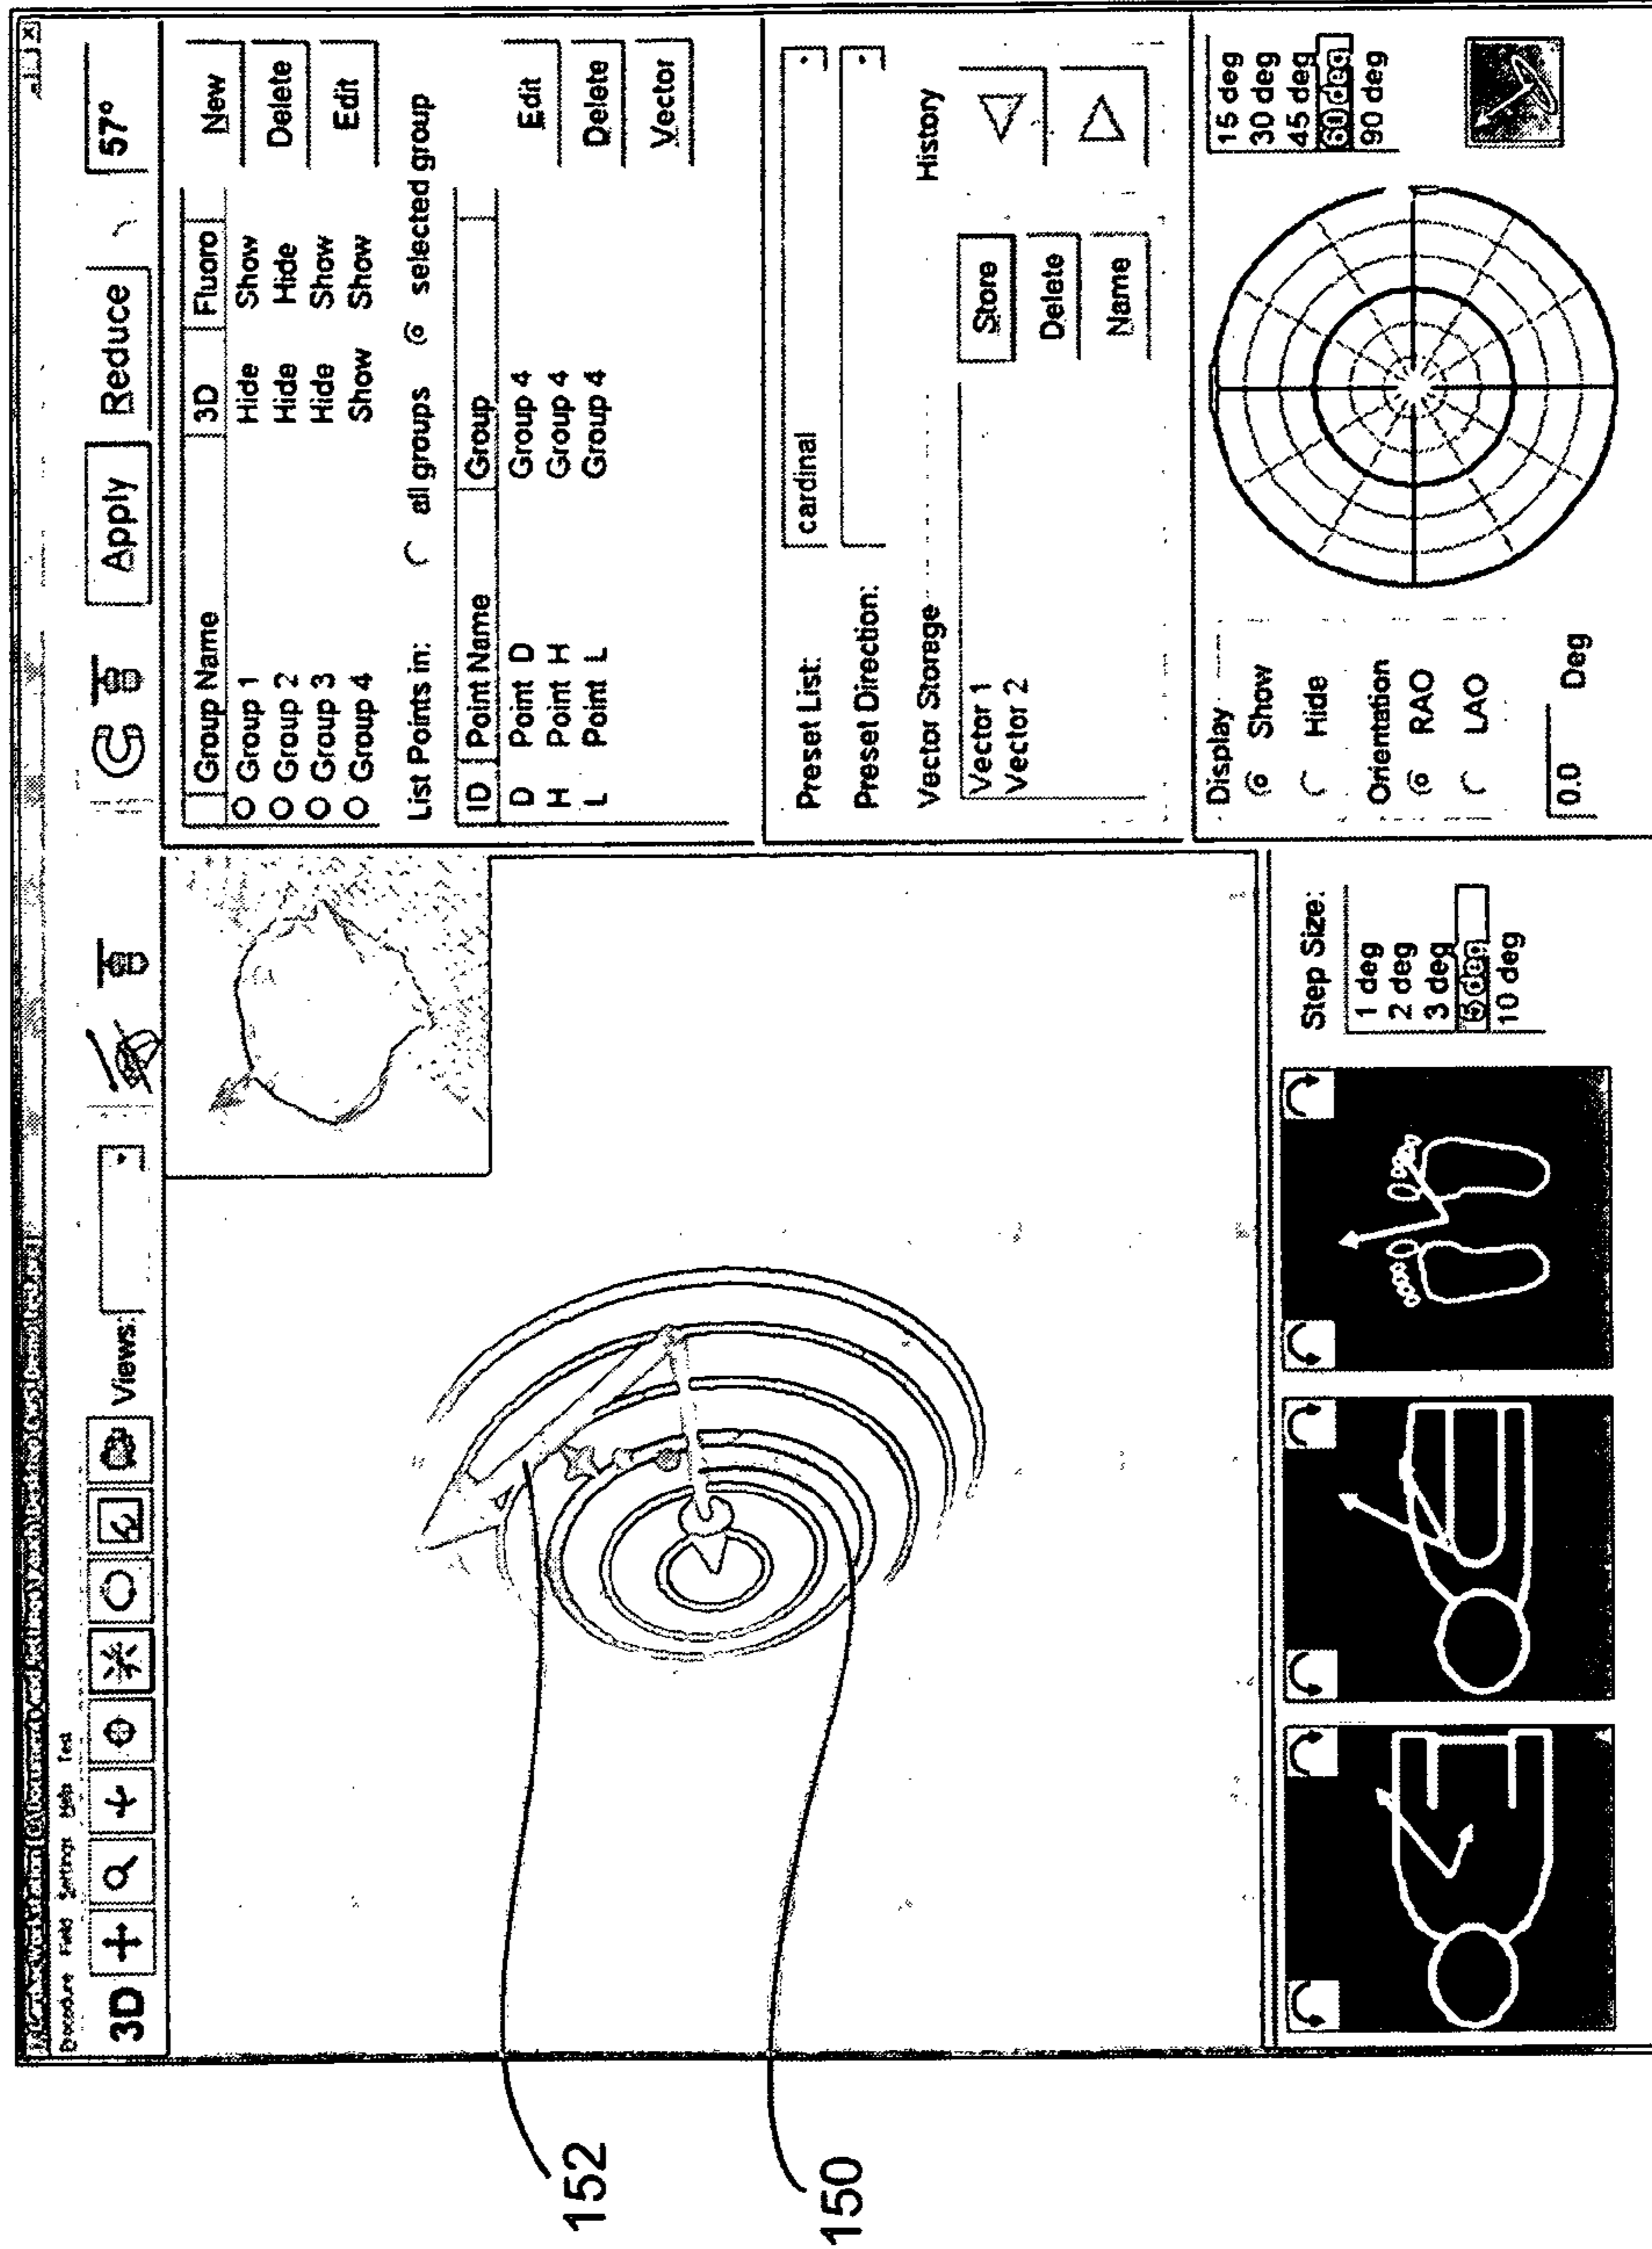 Procedure Field Settings Help Test
3D Views: Apply Reduce 57°
Group Name 3D Fluoro
Group 1 Hide Show
Group 2 Hide Hide
Group 3 Hide Show
Group 4 Show Show
New
Delete
Edit
List Points in: all groups selected group
ID Point Name Group
D Point D Group 4
H Point H Group 4
L Point L Group 4
Edit
Delete
Vector
Preset List: cardinal
Preset Direction:
Vector Storage
Vector 1
Vector 2
Store
Delete
Name
History
Display
Show
Hide
Orientation
RAO
LAO
0.0 Deg
15 deg
30 deg
45 deg
60 deg
90 deg
Step Size:
1 deg
2 deg
3 deg
5 deg
10 deg
152
150